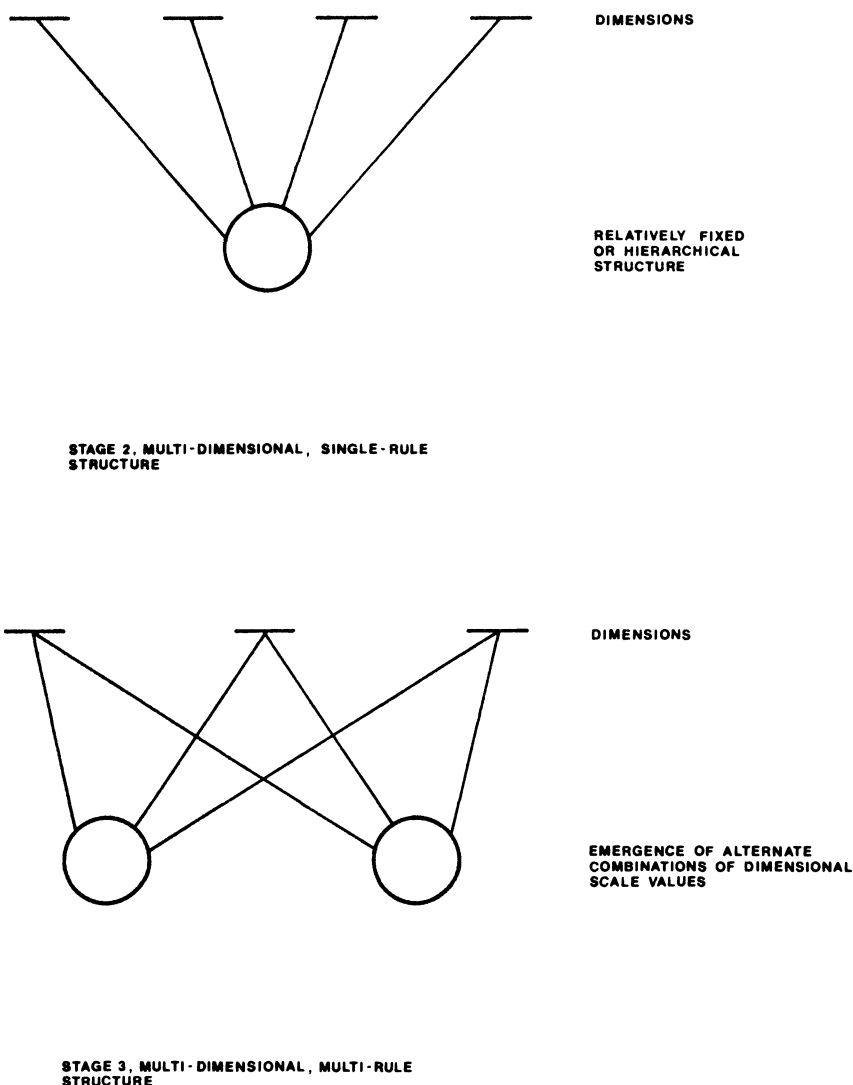 DIMENSIONS
RELATIVELY FIXED
OR HIERARCHICAL
STRUCTURE
STAGE 2, MULTI-DIMENSIONAL, SINGLE-RULE
STRUCTURE
DIMENSIONS
EMERGENCE OF ALTERNATE
COMBINATIONS OF DIMENSIONAL
SCALE VALUES
STAGE 3, MULTI-DIMENSIONAL, MULTI-RULE
STRUCTURE